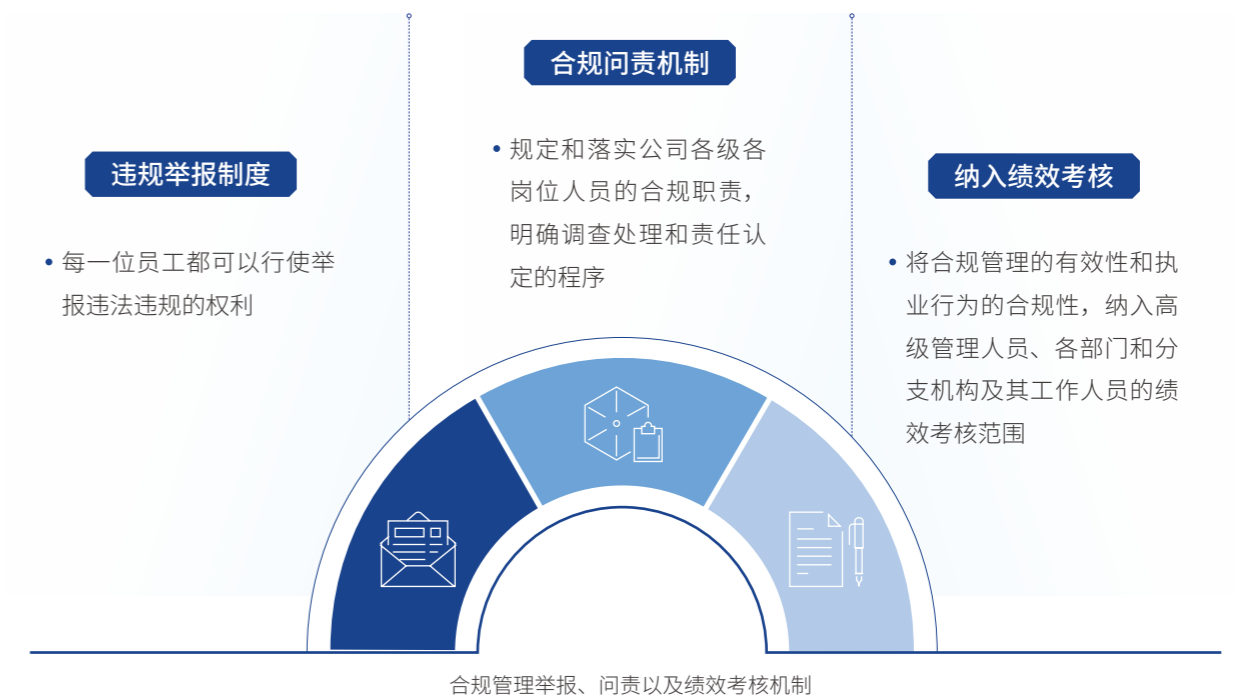 违规举报制度
• 每一位员工都可以行使举
报违法违规的权利
合规问责机制
• 规定和落实公司各级各
岗位人员的合规职责，
明确调查处理和责任认
定的程序
纳入绩效考核
• 将合规管理的有效性和执
业行为的合规性，纳入高
级管理人员、各部门和分
支机构及其工作人员的绩
效考核范围
合规管理举报、问责以及绩效考核机制